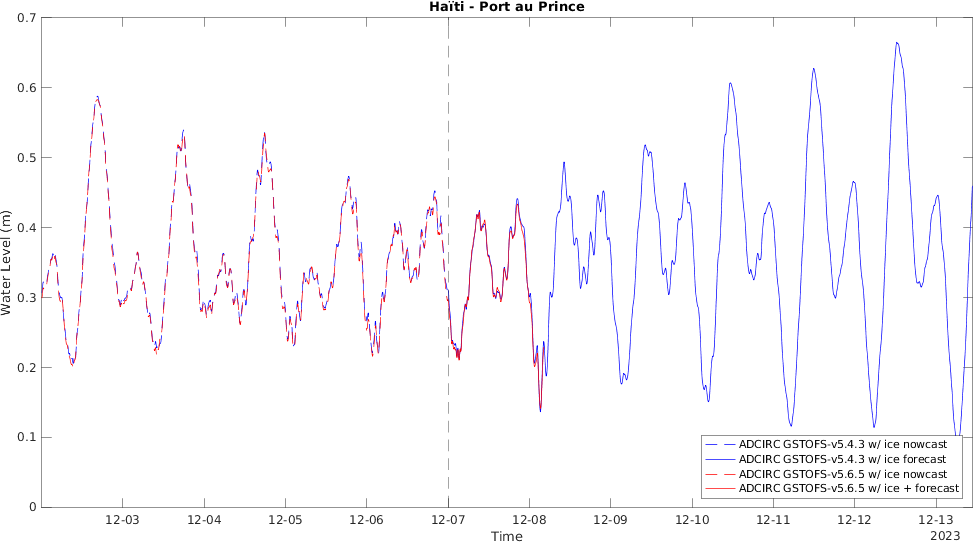 Haïti - Port au Prince
0.7
0.6
0.5
0.4
0.3
0.2
0.1
0
Water Level (m)
12-03 12-04 12-05 12-06 12-07 12-08 12-09 12-10 12-11 12-12 12-13
2023
Time
ADCIRC GSTOFS-v5.4.3 w/ ice nowcast
ADCIRC GSTOFS-v5.4.3 w/ ice forecast
ADCIRC GSTOFS-v5.6.5 w/ ice nowcast
ADCIRC GSTOFS-v5.6.5 w/ ice + forecast